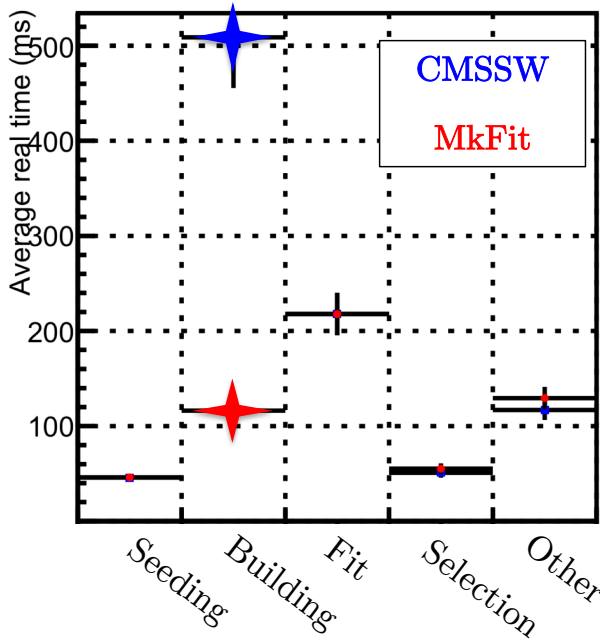 Average real time (ms)
500
400
300
200
100
CMSSW
MkFit
Seeding
Building
Fit
Selection
Other